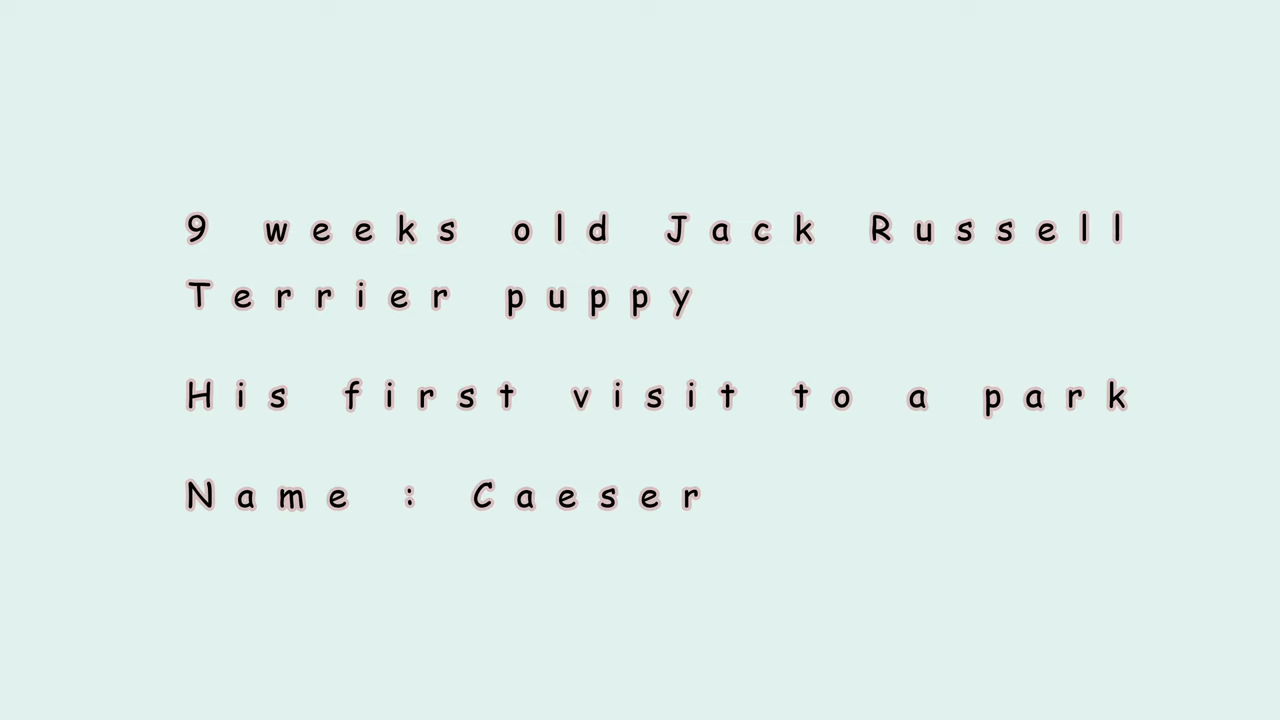 9 weeks old Jack Russell
Terrier puppy
His first visit to a park
Name : Caeser